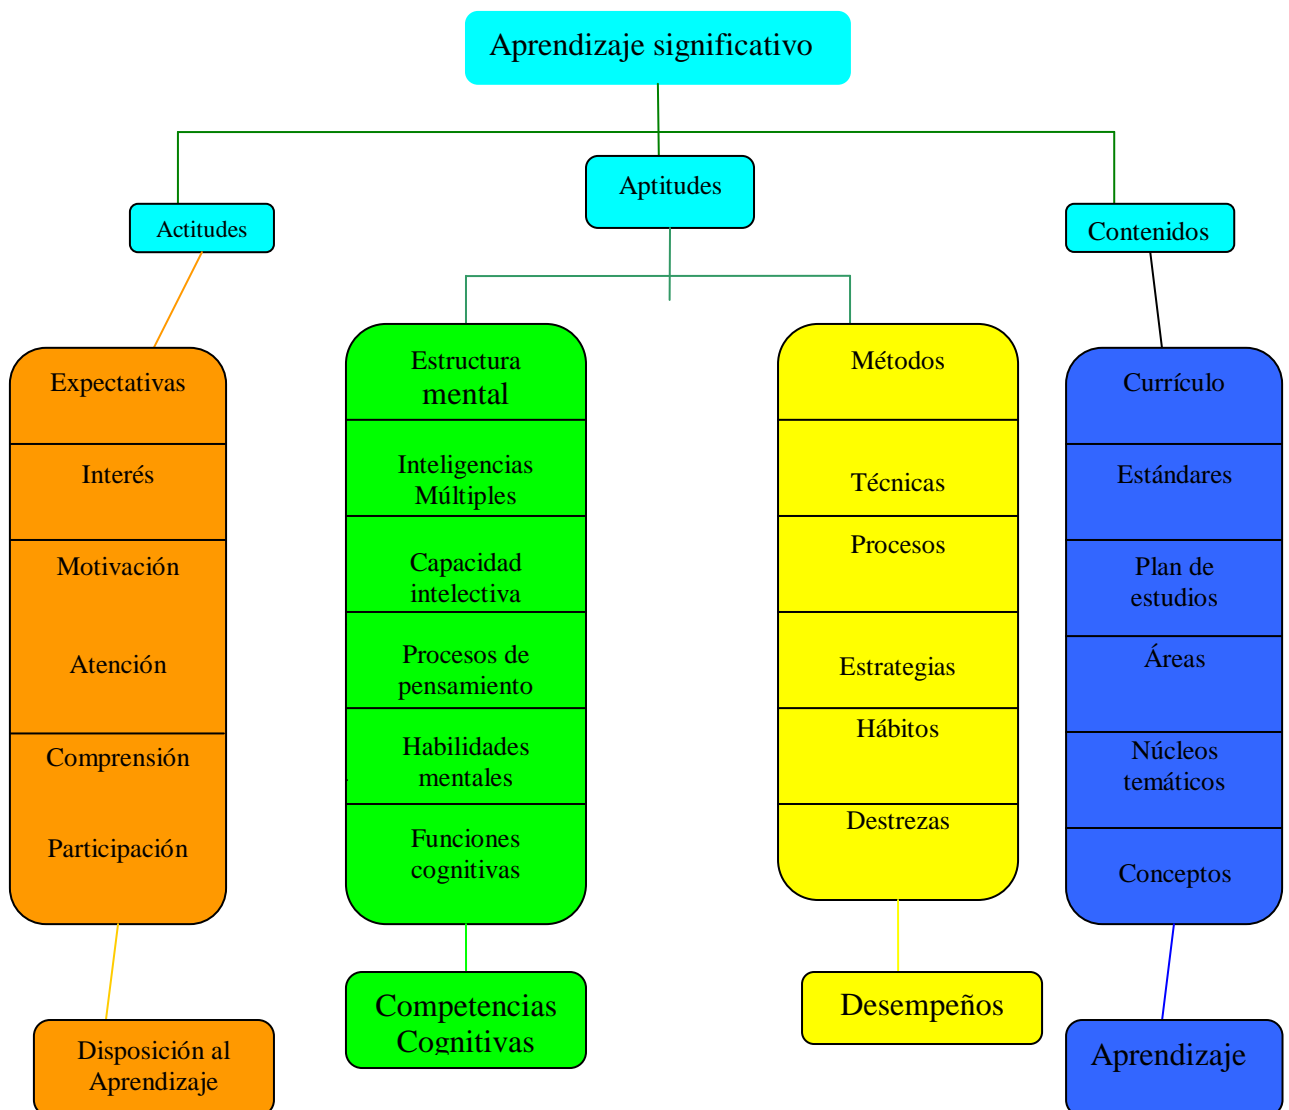 Aprendizaje significativo
Aptitudes
Actitudes
Contenidos
Expectativas
Interés
Motivación
Atención
Comprensión
Participación
Disposición al
Aprendizaje
Estructura
mental
Inteligencias
Múltiples
Capacidad
intelectiva
Procesos de
pensamiento
Habilidades
mentales
Funciones
cognitivas
Competencias
Cognitivas
Métodos
Técnicas
Procesos
Estrategias
Hábitos
Destrezas
Desempeños
Currículo
Estándares
Plan de
estudios
Áreas
Núcleos
temáticos
Conceptos
Aprendizaje